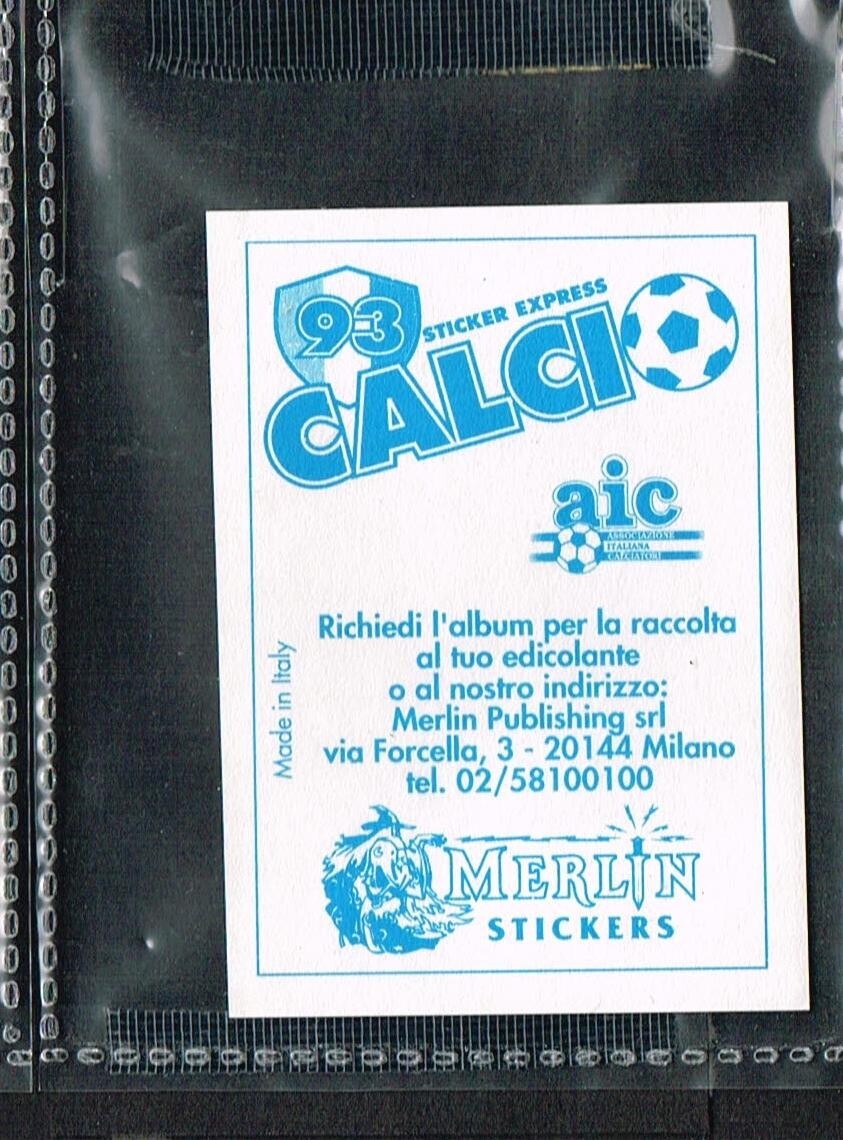 93
STICKER EXPRESS
CALCIO
aic
ASSOCIAZIONE
ITALIANA
CALCIATORI
Richiedi l'album per la raccolta
al tuo edicolante
o al nostro indirizzo:
Merlin Publishing srl
via Forcella, 3 - 20144 Milano
tel. 02/58100100
Made in Italy
MERLIN
STICKERS